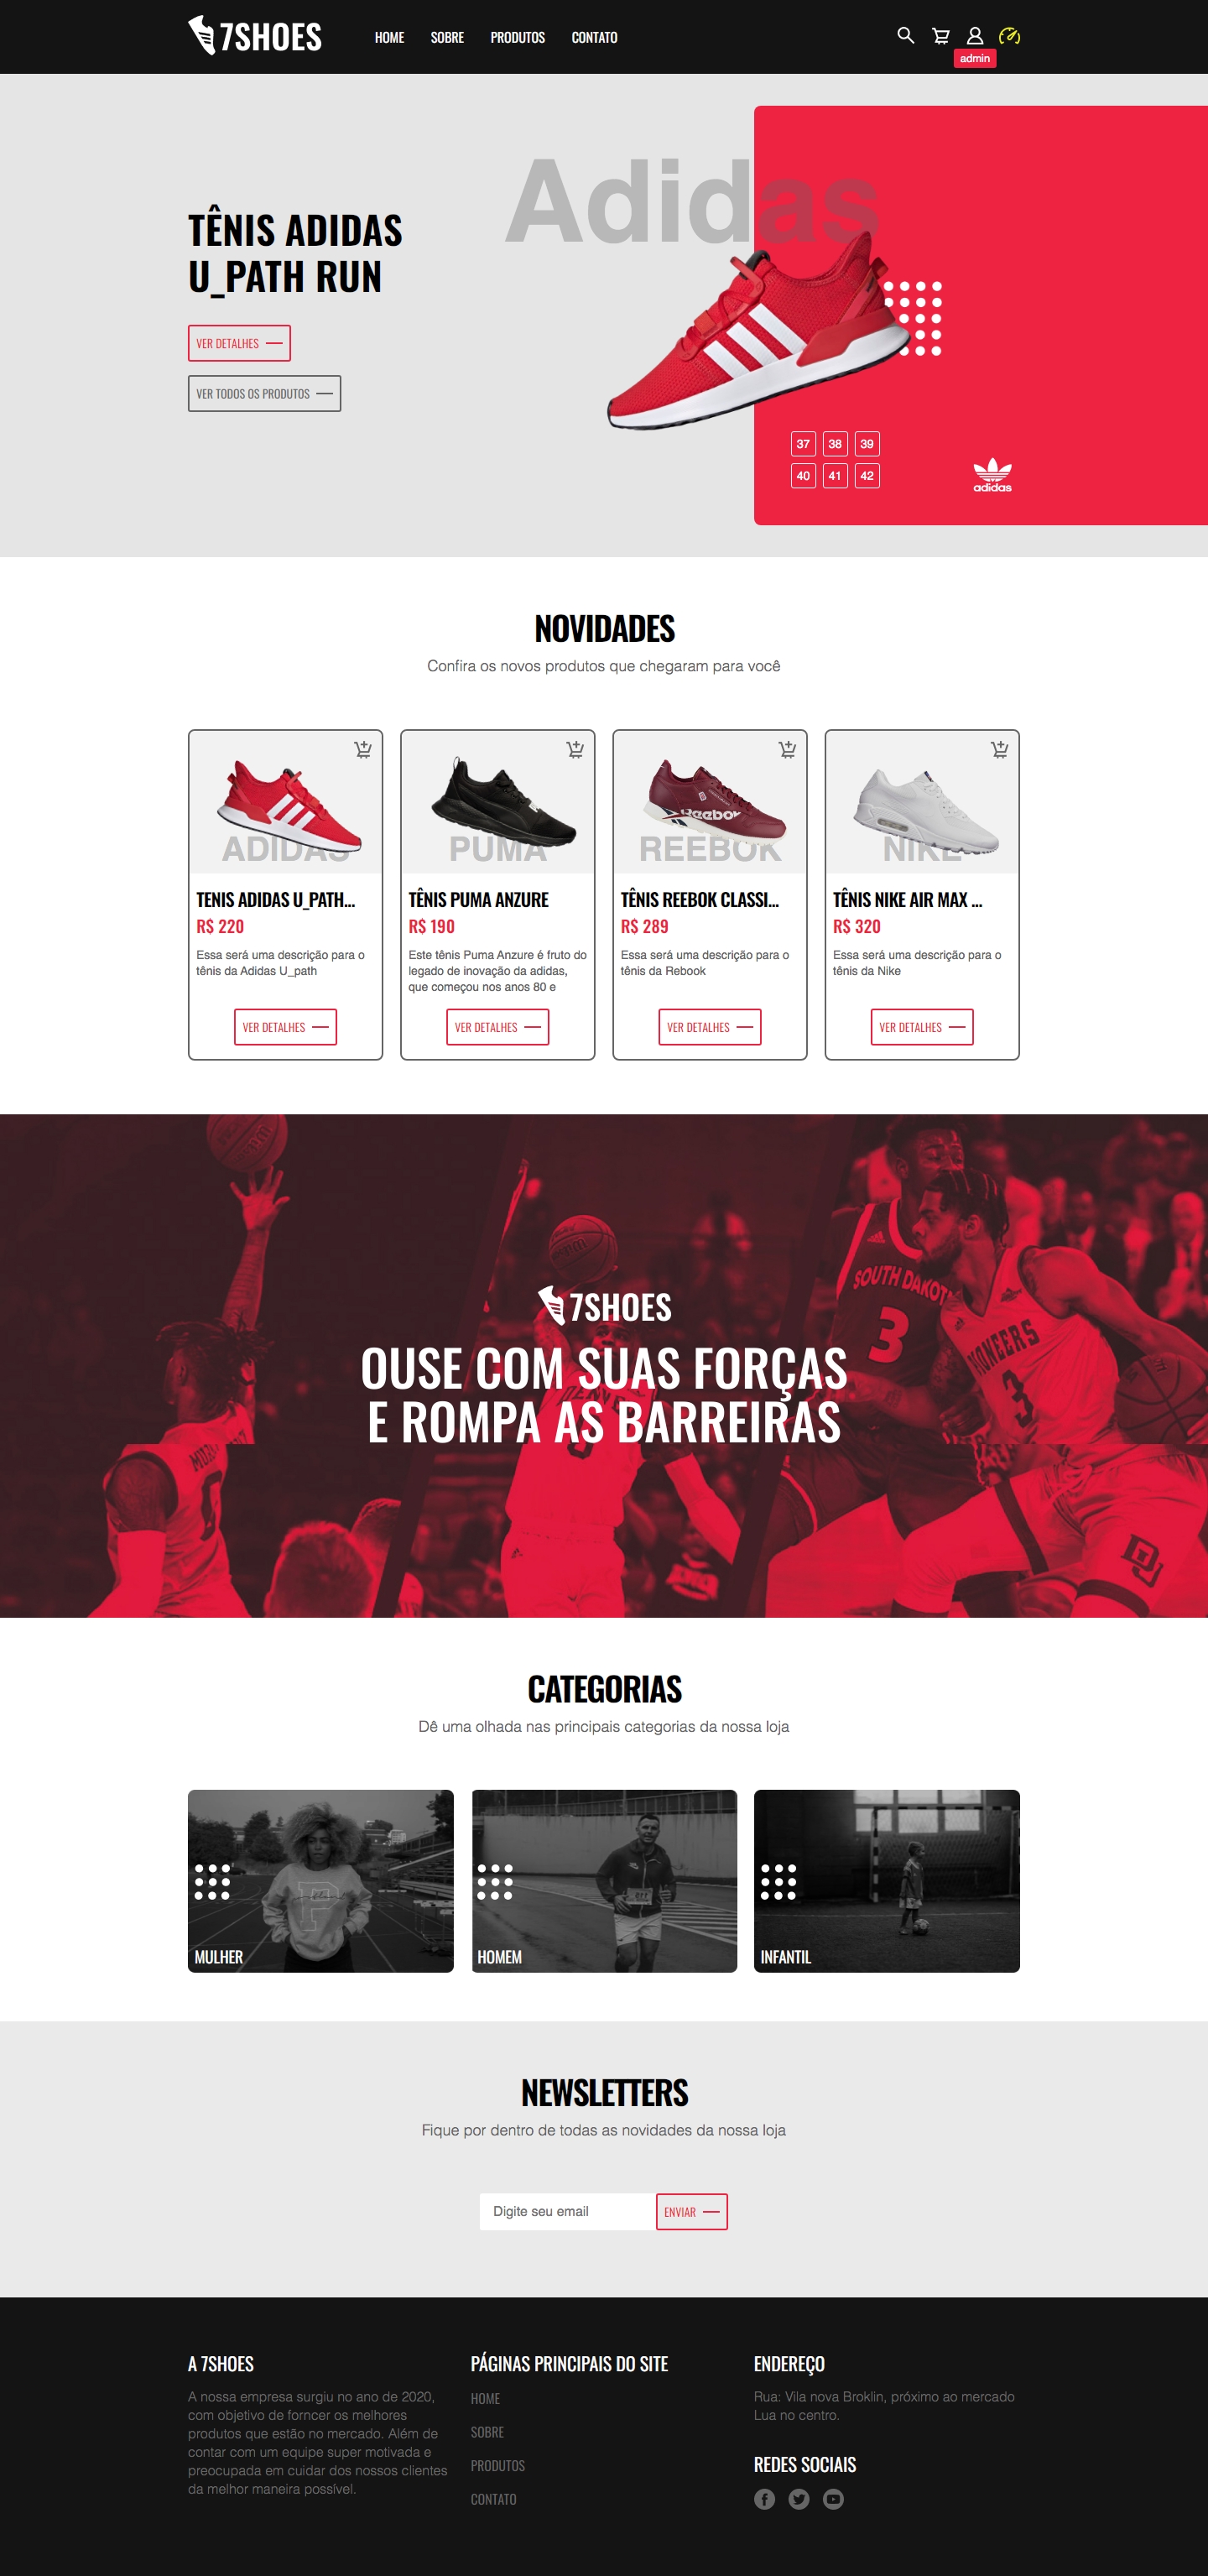 7SHOES
HOME
SOBRE
PRODUTOS
CONTATO
admin
Adidas
TÊNIS ADIDAS
U_PATH RUN
VER DETALHES
VER TODOS OS PRODUTOS
37 38 39
40 41 42
adidas
NOVIDADES
Confira os novos produtos que chegaram para você
ADIDAS
TENIS ADIDAS U_PATH...
R$ 220
Essa será uma descrição para o
tênis da Adidas U_path
VER DETALHES
PUMA
TÊNIS PUMA ANZURE
R$ 190
Este tênis Puma Anzure é fruto do
legado de inovação da adidas,
que começou nos anos 80 e
VER DETALHES
Reebok
REEBOK
TÊNIS REEBOK CLASSI...
R$ 289
Essa será uma descrição para o
tênis da Rebook
VER DETALHES
NIKE
TÊNIS NIKE AIR MAX ...
R$ 320
Essa será uma descrição para o
tênis da Nike
VER DETALHES
SOUTH DAKOT
3
PIONEERS
3
7SHOES
OUSE COM SUAS FORÇAS
E ROMPA AS BARREIRAS
DU
CATEGORIAS
Dê uma olhada nas principais categorias da nossa loja
P
MULHER
HOMEM
INFANTIL
NEWSLETTERS
Fique por dentro de todas as novidades da nossa loja
Digite seu email
ENVIAR
A 7SHOES
A nossa empresa surgiu no ano de 2020,
com objetivo de forncer os melhores
produtos que estão no mercado. Além de
contar com um equipe super motivada e
preocupada em cuidar dos nossos clientes
da melhor maneira possível.
PÁGINAS PRINCIPAIS DO SITE
HOME
SOBRE
PRODUTOS
CONTATO
ENDEREÇO
Rua: Vila nova Broklin, próximo ao mercado
Lua no centro.
REDES SOCIAIS